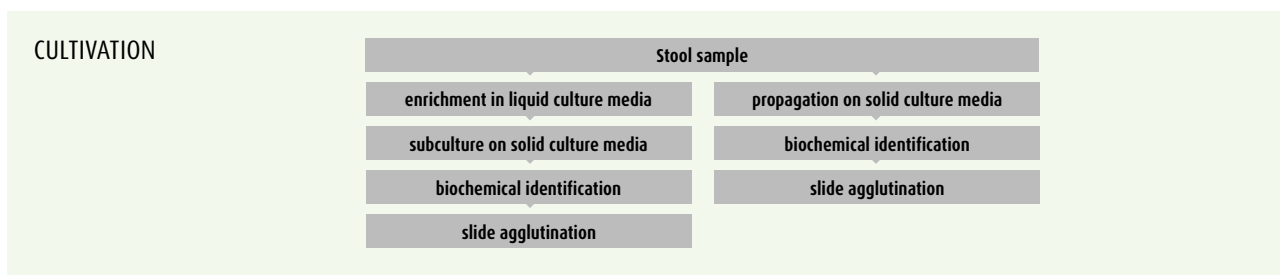 CULTIVATION
Stool sample
enrichment in liquid culture media
propagation on solid culture media
subculture on solid culture media
biochemical identification
biochemical identification
slide agglutination
slide agglutination